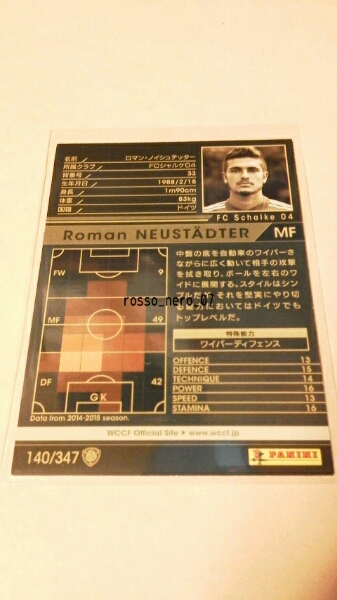 名前 ロマン・ノイシュテッター
所属クラブ FCシャルケ04
背番号 33
生年月日 1988/2/18
身長 1m90cm
体重 83kg
国籍 ドイツ
FC Schalke 04
Roman NEUSTÄDTER MF
FW 9
MF 49
DF 42
GK
Data from 2014-2015 season.
中盤の底を自動車のワイパーさ
ながらに広く動いて相手の攻撃
を拭き取り、ボールを左右のワ
イドに展開する。スタイルはシン
プル
それを堅実にやり切
においてはドイツでも
トップレベルだ。
特殊能力
ワイパーディフェンス
OFFENCE 13
DEFENCE 15
TECHNIQUE 14
POWER 16
SPEED 13
STAMINA 16
rosso_nero_07
WCCF Official Site ▶ www.wccf.jp
140/347
PANINI